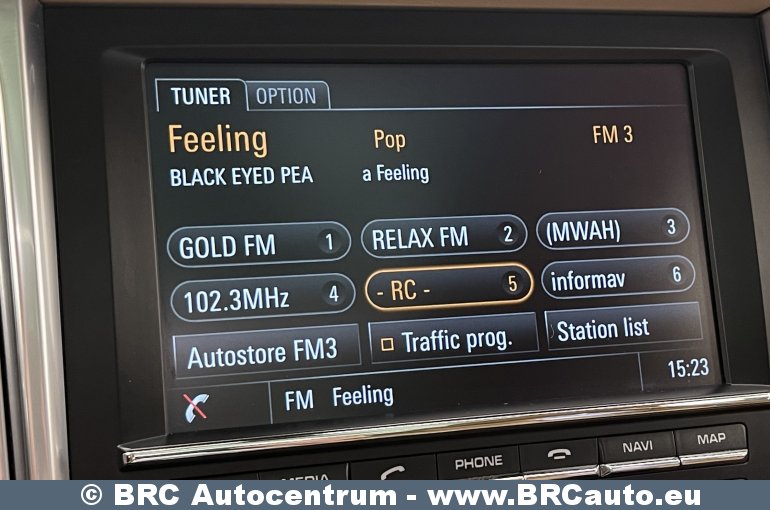 TUNER OPTION
Feeling Pop FM 3
BLACK EYED PEA a Feeling
GOLD FM 1 RELAX FM 2 (MWAH) 3
102.3MHz 4 - RC - 5 informav 6
Autostore FM3 Traffic prog. Station list
FM Feeling 15:23
MEDIA PHONE NAVI MAP
© BRC Autocentrum - www.BRCauto.eu